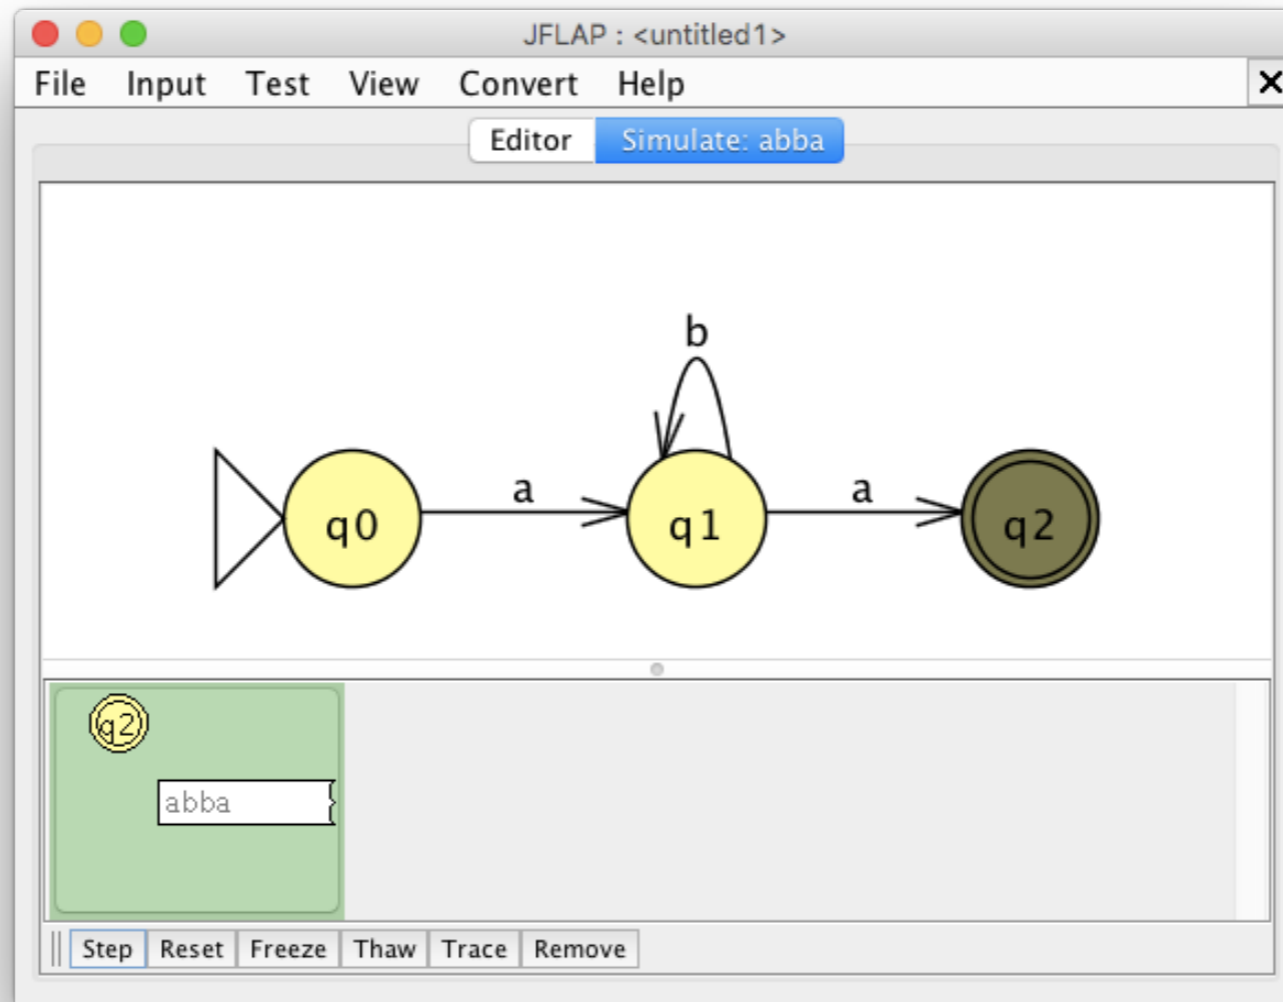 JFLAP : <untitled1>
File Input Test View Convert Help
Editor Simulate: abba
b
a a
q0 q1 q2
q2
abba
Step Reset Freeze Thaw Trace Remove